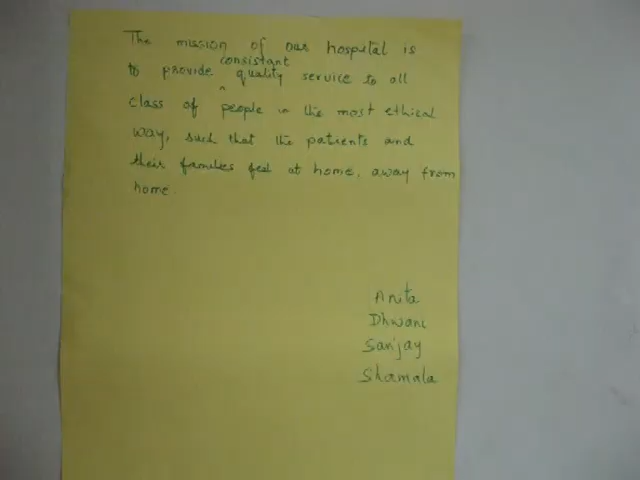 The mission of our hospital is
to provide consistant quality service to all
class of people in the most ethical
way, such that the patients and
their families feel at home, away from
home.
Anita
Dhwani
Sanjay
Shamala